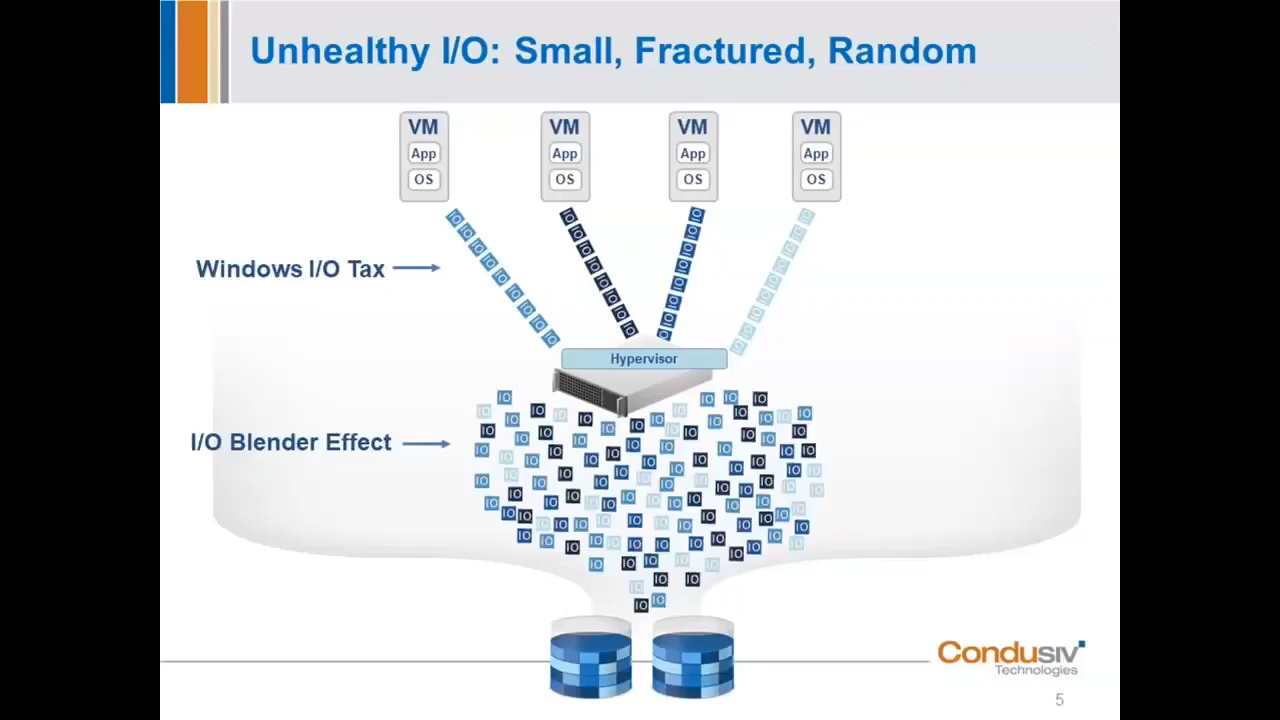 Unhealthy I/O: Small, Fractured, Random
VM VM VM VM
App App App App
OS OS OS OS
Windows I/O Tax
Hypervisor
I/O Blender Effect
IO
Condusiv
Technologies
5